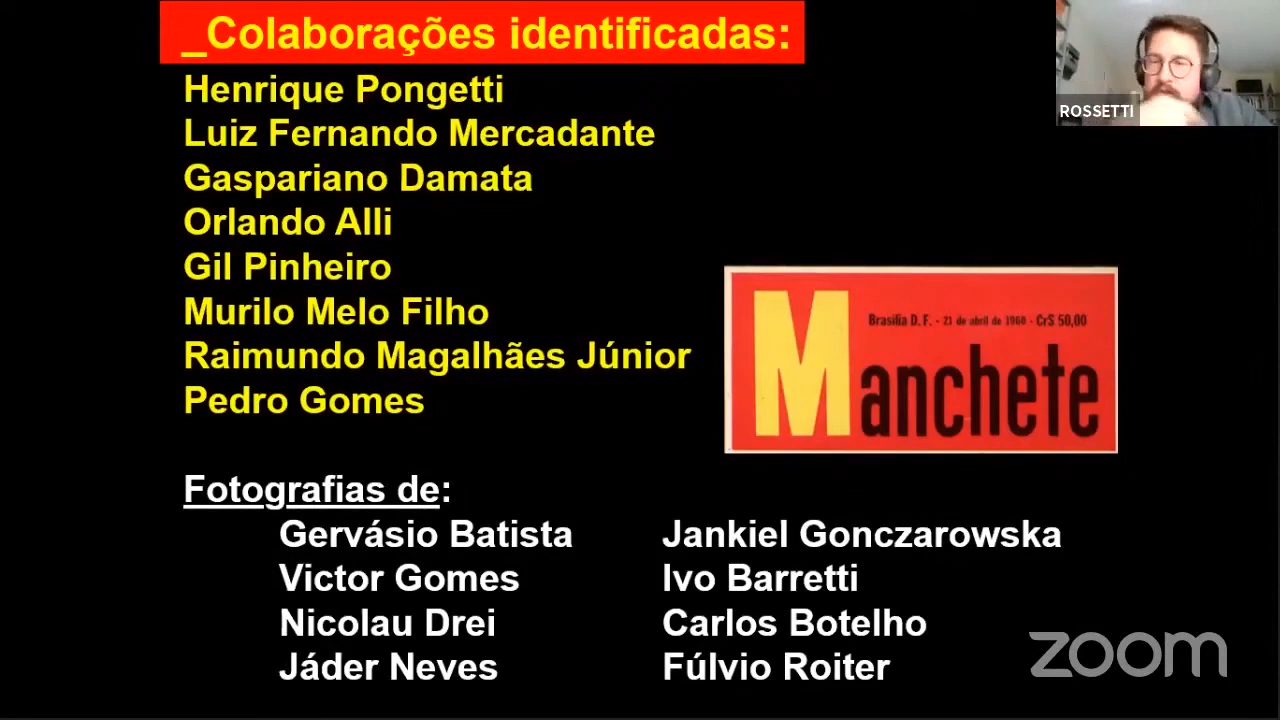 _Colaborações identificadas:
ROSSETTI
Henrique Pongetti
Luiz Fernando Mercadante
Gaspariano Damata
Orlando Alli
Gil Pinheiro
Murilo Melo Filho
Raimundo Magalhães Júnior
Pedro Gomes
Brasília D. F. - 21 de abril de 1960 - Cr$ 50,00
Manchete
Fotografias de:
Gervásio Batista Jankiel Gonczarowska
Victor Gomes Ivo Barretti
Nicolau Drei Carlos Botelho
Jáder Neves Fúlvio Roiter
zoom